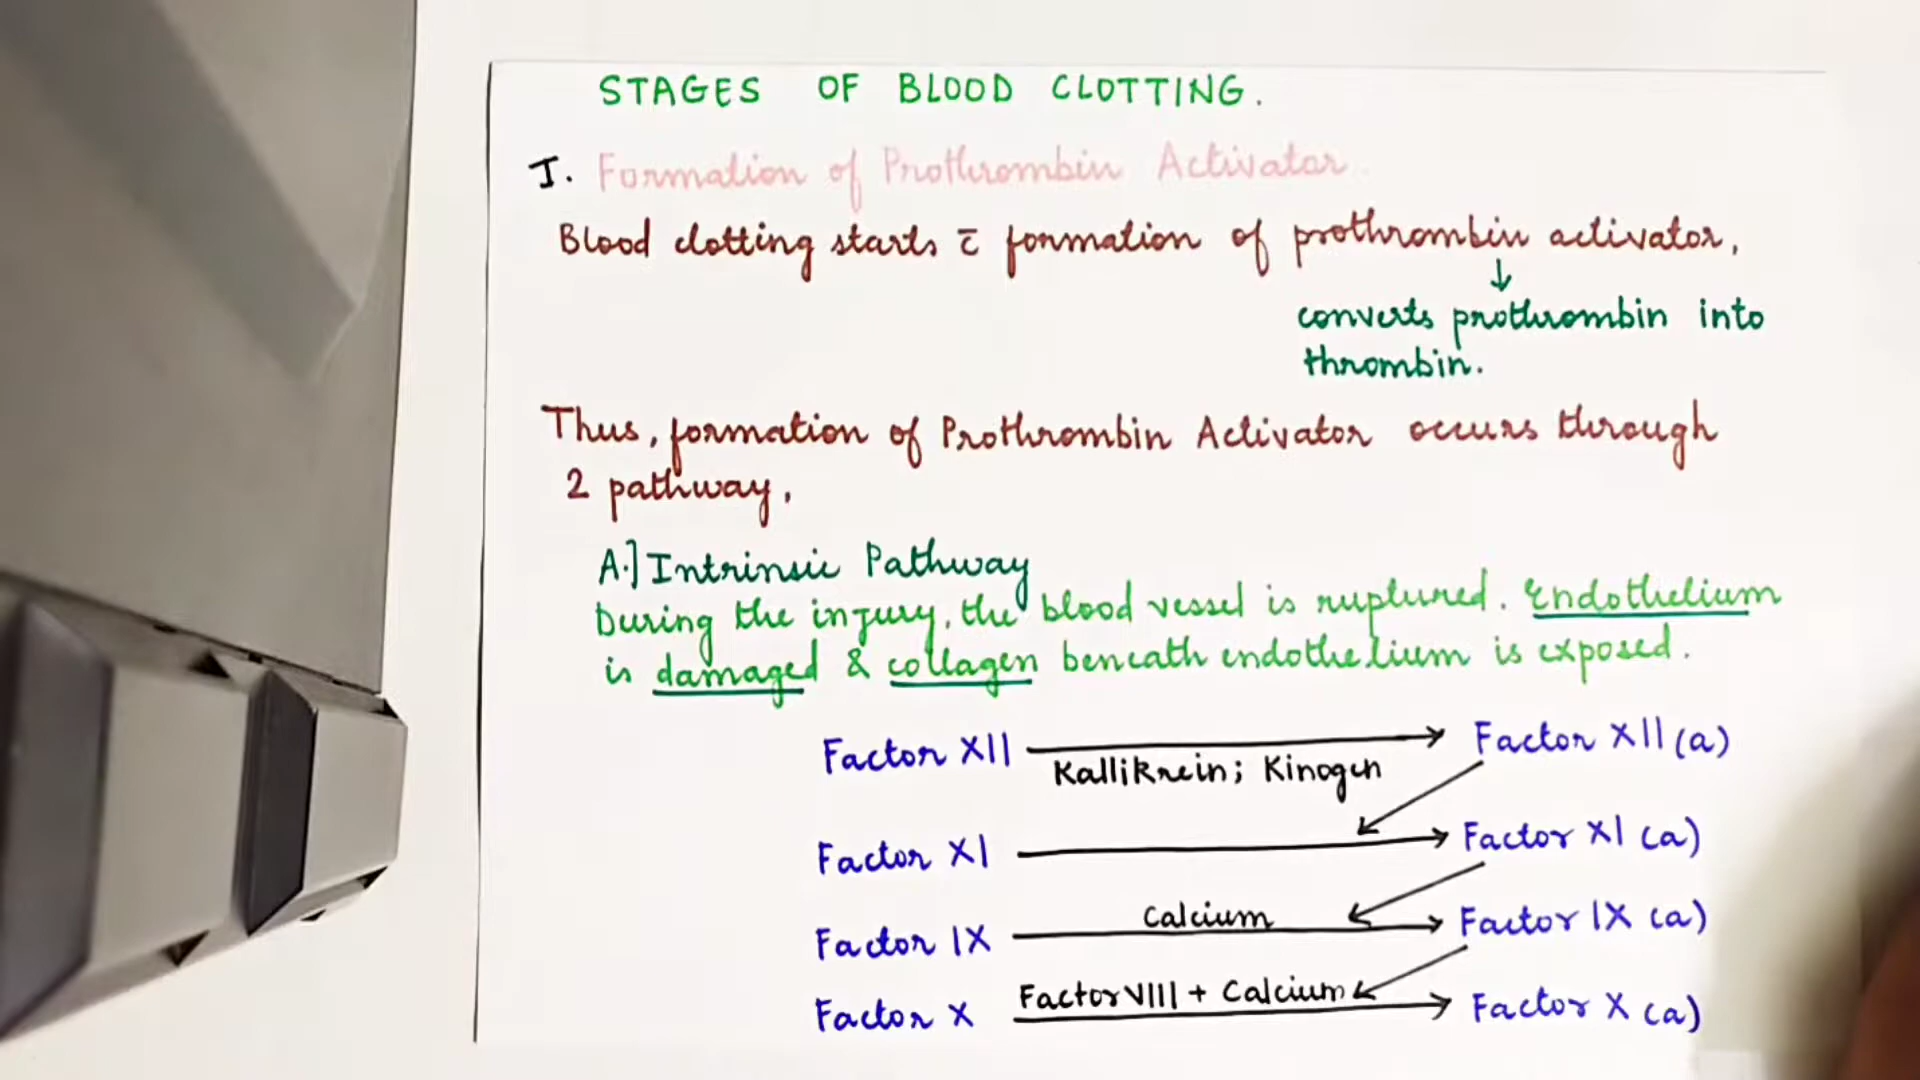 STAGES OF BLOOD CLOTTING.
I. Formation of Prothrombin Activator.
Blood clotting starts c̄ formation of prothrombin activator,
↓
converts prothrombin into
thrombin.
Thus, formation of Prothrombin Activator occurs through
2 pathway,
A.] Intrinsic Pathway
During the injury, the blood vessel is ruptured. Endothelium
is damaged & collagen beneath endothelium is exposed.
Factor XII → Factor XII (a)
Kallikrein; Kinogen
Factor XI → Factor XI (a)
Calcium
Factor IX → Factor IX (a)
Factor VIII + Calcium
Factor X → Factor X (a)